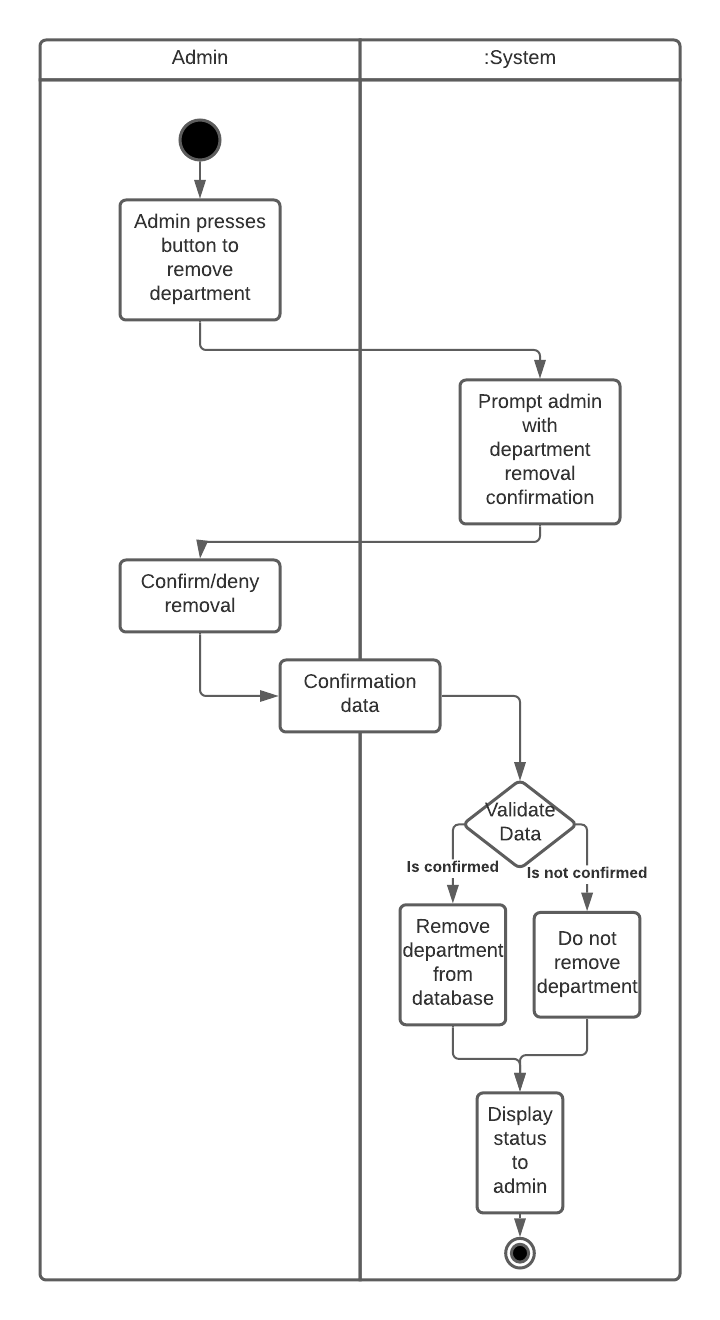 Admin
:System
Admin presses
button to
remove
department
Prompt admin
with
department
removal
confirmation
Confirm/deny
removal
Confirmation
data
Validate
Data
Is confirmed
Is not confirmed
Remove
department
from
database
Do not
remove
department
Display
status
to
admin